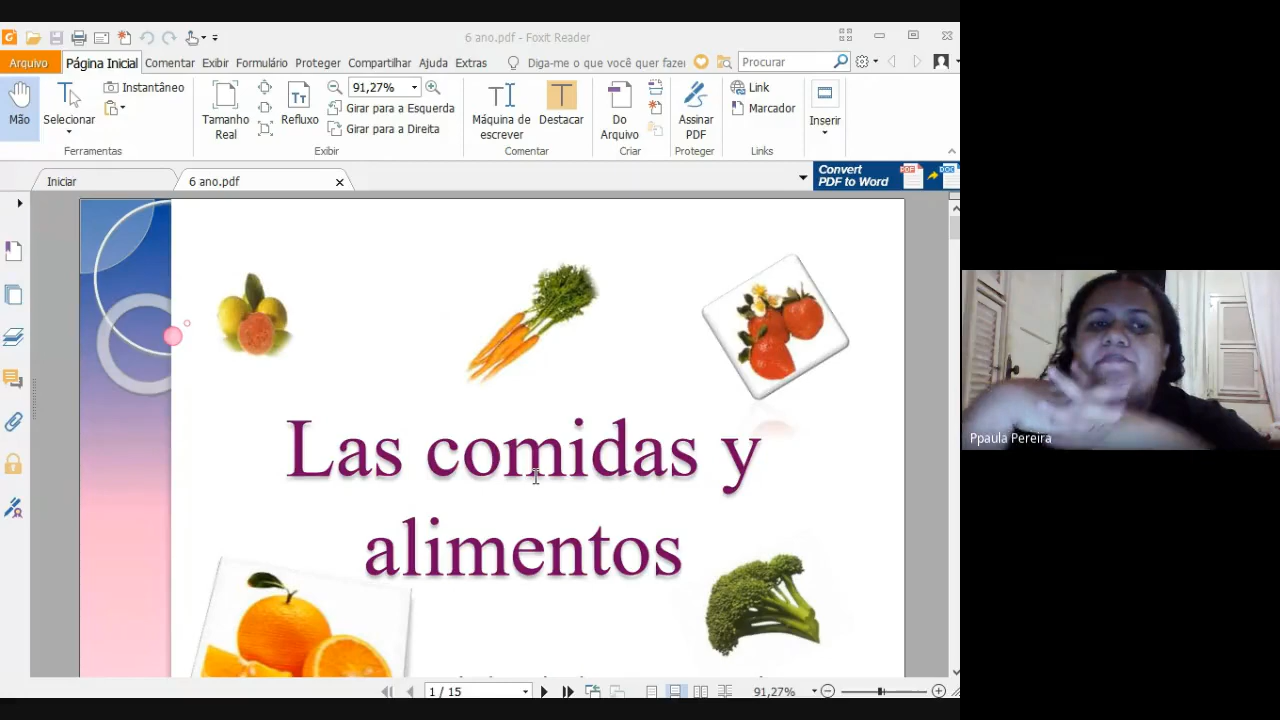 6 ano.pdf - Foxit Reader
Arquivo Página Inicial Comentar Exibir Formulário Proteger Compartilhar Ajuda Extras Diga-me o que você quer fazer Procurar
Mão
Selecionar
Instantâneo
Ferramentas
Tamanho
Real
Refluxo
91,27%
Girar para a Esquerda
Girar para a Direita
Exibir
Máquina de
escrever
Destacar
Comentar
Do
Arquivo
Criar
Assinar
PDF
Proteger
Link
Marcador
Links
Inserir
Iniciar
6 ano.pdf
Convert
PDF to Word
PDF
DOC
Las comidas y
alimentos
Ppaula Pereira
1 / 15
91,27%